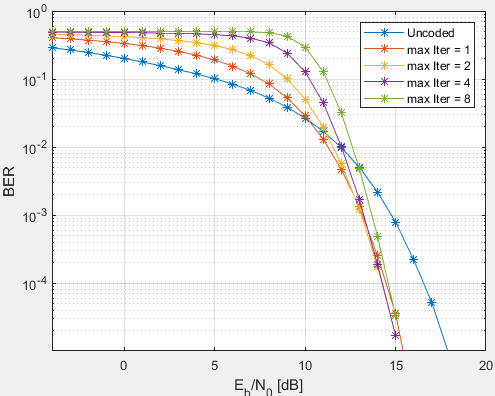 10^0
10^-1
10^-2
10^-3
10^-4
BER
Uncoded
max Iter = 1
max Iter = 2
max Iter = 4
max Iter = 8
0 5 10 15 20
E_b/N_0 [dB]